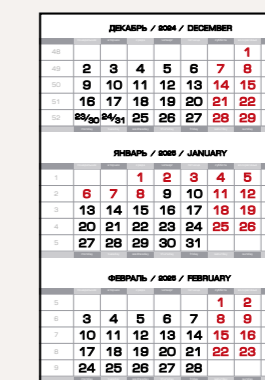 ДЕКАБРЬ / 2024 / DECEMBER
48 1
49 2 3 4 5 6 7 8
50 9 10 11 12 13 14 15
51 16 17 18 19 20 21 22
52 23/30 24/31 25 26 27 28 29
ЯНВАРЬ / 2025 / JANUARY
1 1 2 3 4 5
2 6 7 8 9 10 11 12
3 13 14 15 16 17 18 19
4 20 21 22 23 24 25 26
5 27 28 29 30 31
ФЕВРАЛЬ / 2025 / FEBRUARY
5 1 2
6 3 4 5 6 7 8 9
7 10 11 12 13 14 15 16
8 17 18 19 20 21 22 23
9 24 25 26 27 28